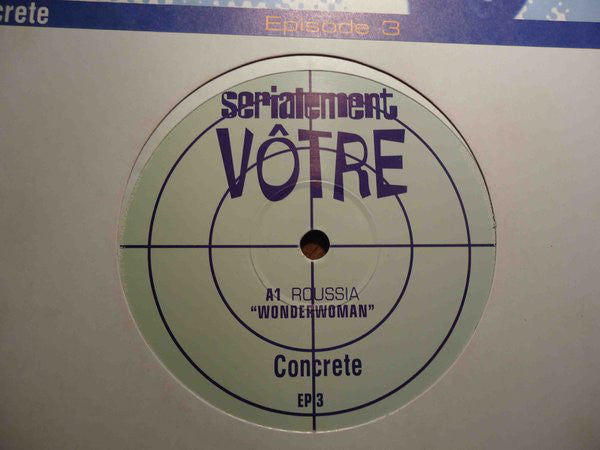 crete
Episode 3
serialement
VÔTRE
A1 ROUSSIA
"WONDERWOMAN"
Concrete
EP 3